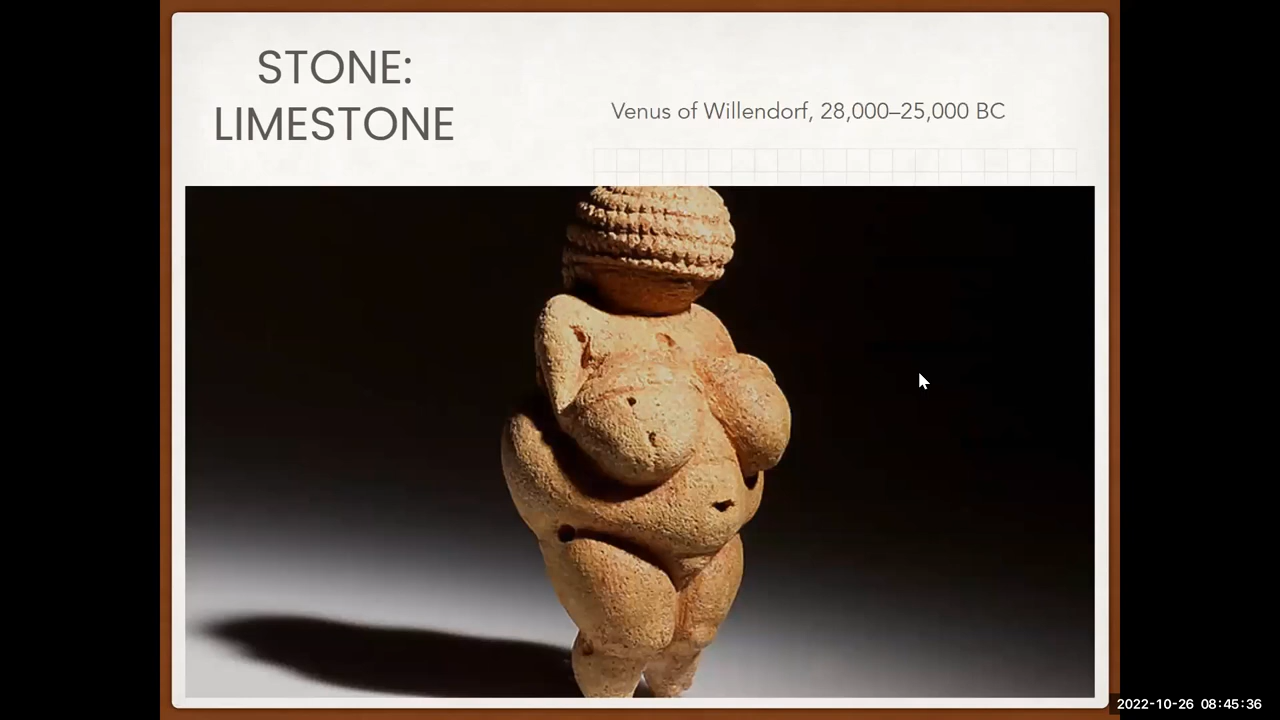 STONE:
LIMESTONE
Venus of Willendorf, 28,000–25,000 BC
2022-10-26 08:45:36